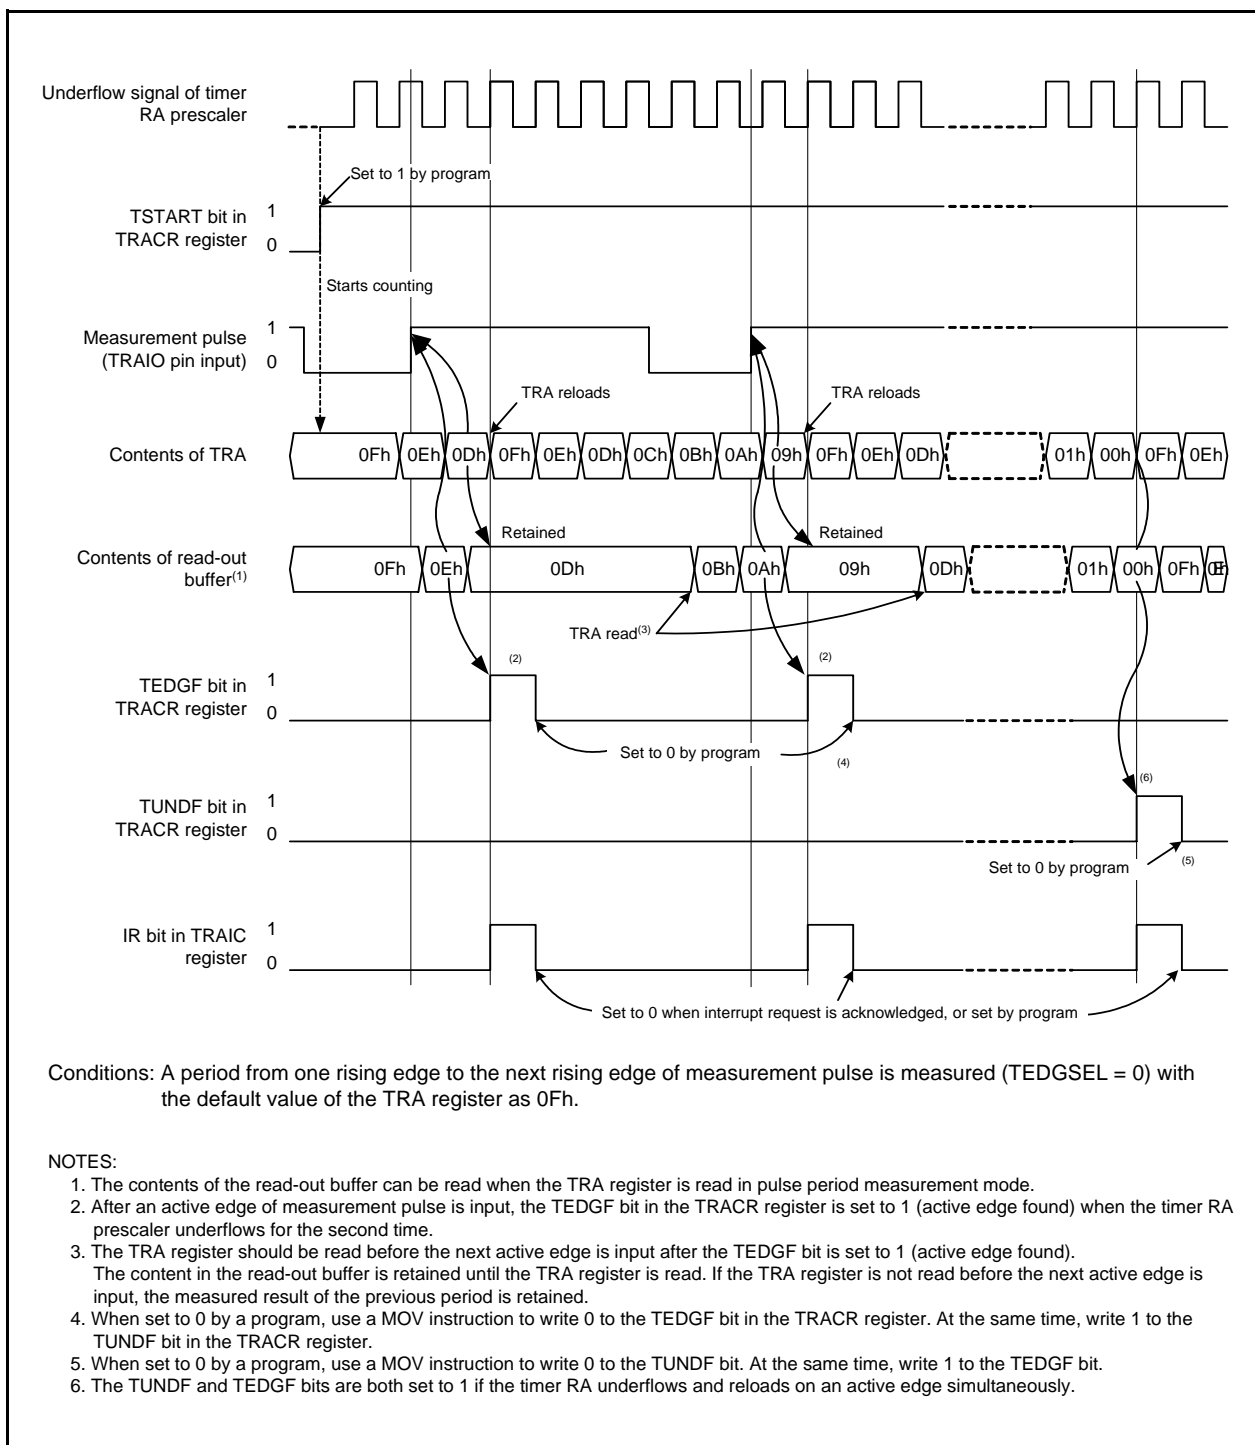 Underflow signal of timer
RA prescaler
Set to 1 by program
TSTART bit in
TRACR register
1
0
Starts counting
Measurement pulse
(TRAIO pin input)
1
0
TRA reloads
TRA reloads
Contents of TRA
0Fh 0Eh 0Dh 0Fh 0Eh 0Dh 0Ch 0Bh 0Ah 09h 0Fh 0Eh 0Dh 01h 00h 0Fh 0Eh
Retained
Retained
Contents of read-out
buffer(1)
0Fh 0Eh 0Dh 0Bh 0Ah 09h 0Dh 01h 00h 0Fh 0Eh
TRA read(3)
(2)
(2)
TEDGF bit in
TRACR register
1
0
Set to 0 by program
(4)
(6)
TUNDF bit in
TRACR register
1
0
Set to 0 by program
(5)
IR bit in TRAIC
register
1
0
Set to 0 when interrupt request is acknowledged, or set by program
Conditions: A period from one rising edge to the next rising edge of measurement pulse is measured (TEDGSEL = 0) with
the default value of the TRA register as 0Fh.
NOTES:
1. The contents of the read-out buffer can be read when the TRA register is read in pulse period measurement mode.
2. After an active edge of measurement pulse is input, the TEDGF bit in the TRACR register is set to 1 (active edge found) when the timer RA
prescaler underflows for the second time.
3. The TRA register should be read before the next active edge is input after the TEDGF bit is set to 1 (active edge found).
The content in the read-out buffer is retained until the TRA register is read. If the TRA register is not read before the next active edge is
input, the measured result of the previous period is retained.
4. When set to 0 by a program, use a MOV instruction to write 0 to the TEDGF bit in the TRACR register. At the same time, write 1 to the
TUNDF bit in the TRACR register.
5. When set to 0 by a program, use a MOV instruction to write 0 to the TUNDF bit. At the same time, write 1 to the TEDGF bit.
6. The TUNDF and TEDGF bits are both set to 1 if the timer RA underflows and reloads on an active edge simultaneously.